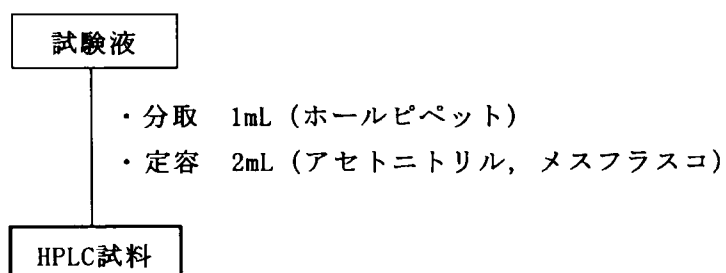 試験液
・分取　1mL（ホールピペット）
・定容　2mL（アセトニトリル, メスフラスコ）
HPLC試料